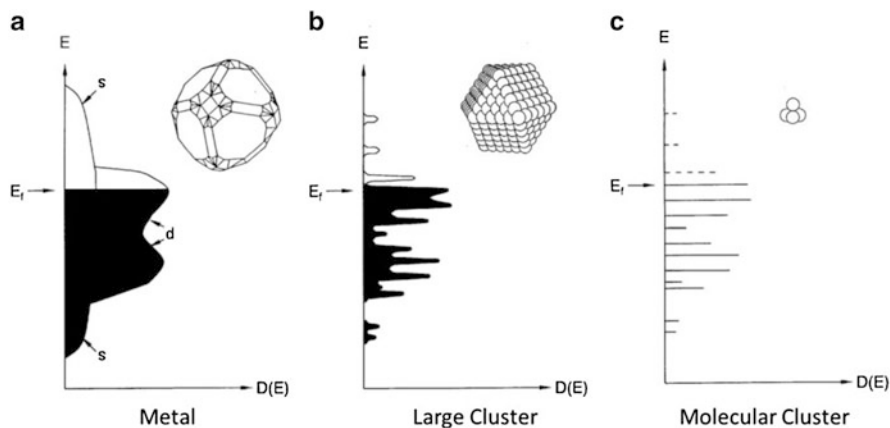 a
E
s
E_f
d
s
D(E)
Metal
b
E
E_f
D(E)
Large Cluster
c
E
E_f
D(E)
Molecular Cluster